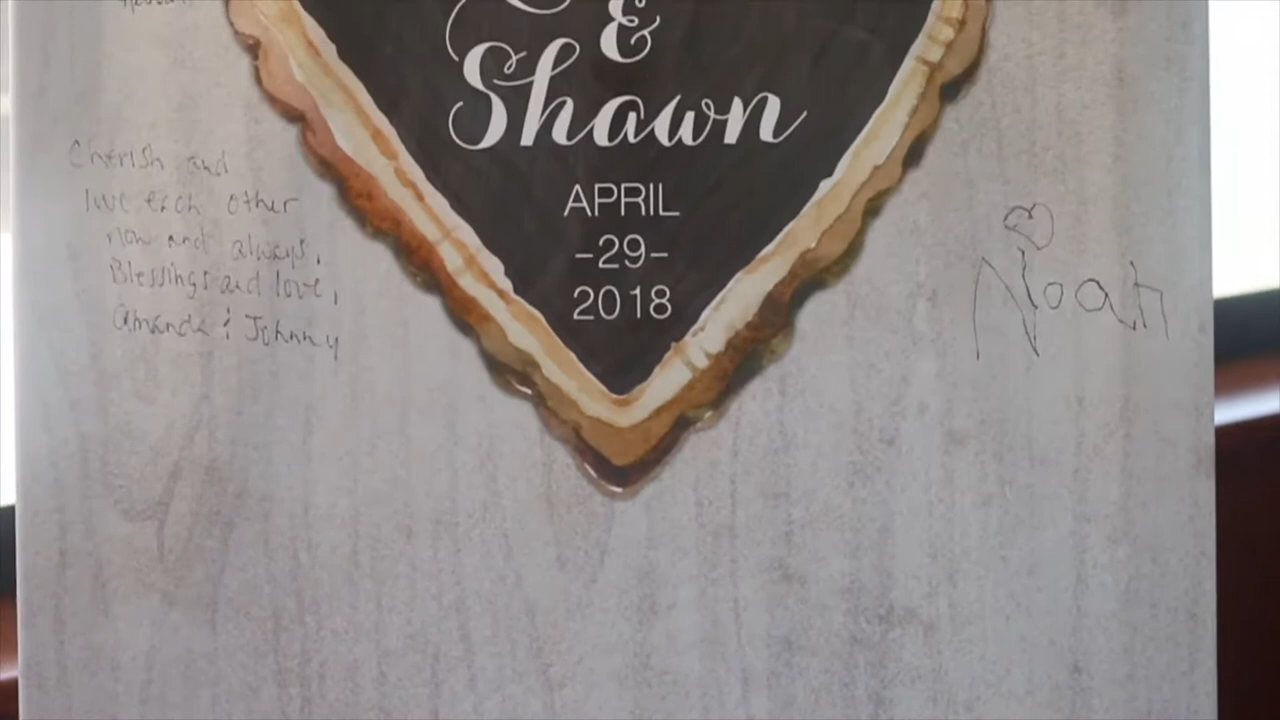 &
Shawn
APRIL
-29-
2018
Cherish and
love each other
now and always.
Blessings and love,
Amanda & Johnny
Noah